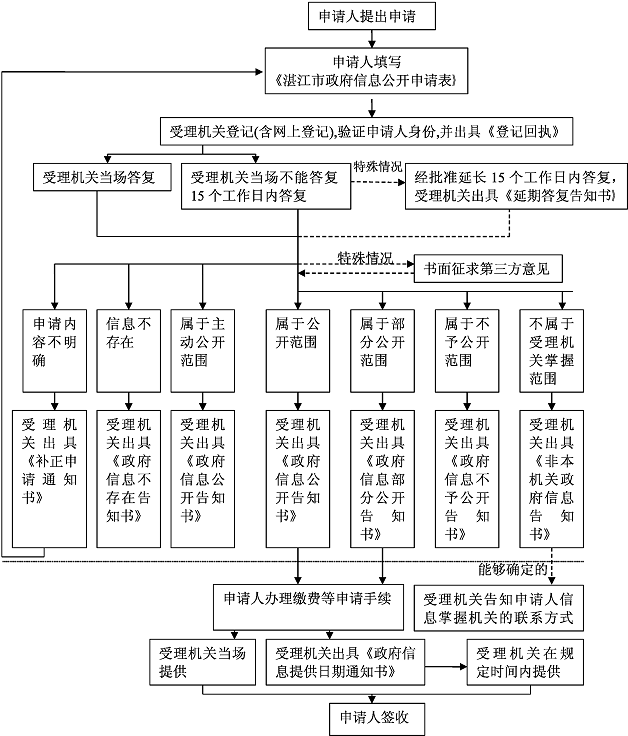 申请人提出申请
申请人填写
《湛江市政府信息公开申请表》
受理机关登记(含网上登记),验证申请人身份,并出具《登记回执》
受理机关当场答复
受理机关当场不能答复
15个工作日内答复
特殊情况
经批准延长15个工作日内答复，
受理机关出具《延期答复告知书》
特殊情况
书面征求第三方意见
申请内
容不明
确
信息不
存在
属于主
动公开
范围
属于公
开范围
属于部
分公开
范围
属于不
予公开
范围
不属于
受理机
关掌握
范围
受理机
关出具
《补正申
请通知
书》
受理机
关出具
《政府
信息不
存在告
知书》
受理机
关出具
《政府
信息公
开告知
书》
受理机
关出具
《政府
信息公
开告知
书》
受理机
关出具
《政府
信息部
分公开
告知
书》
受理机
关出具
《政府
信息不
予公开
告知
书》
受理机
关出具
《非本
机关政
府信息
告知
书》
能够确定的
申请人办理缴费等申请手续
受理机关告知申请人信
息掌握机关的联系方式
受理机关当场
提供
受理机关出具《政府信
息提供日期通知书》
受理机关在规
定时间内提供
申请人签收